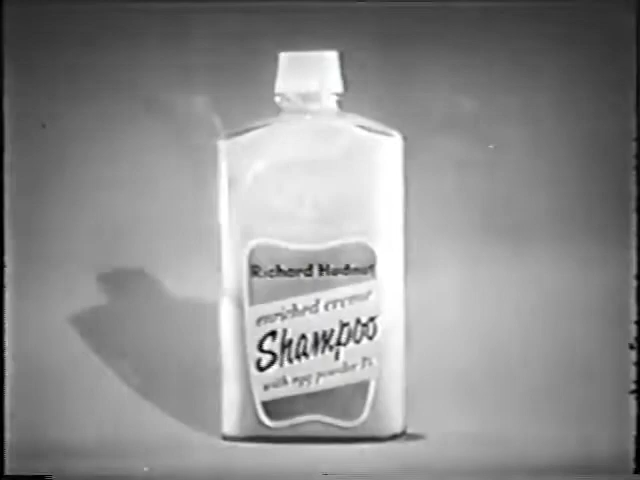 Richard Hudnut
enriched creme
Shampoo
with egg powder